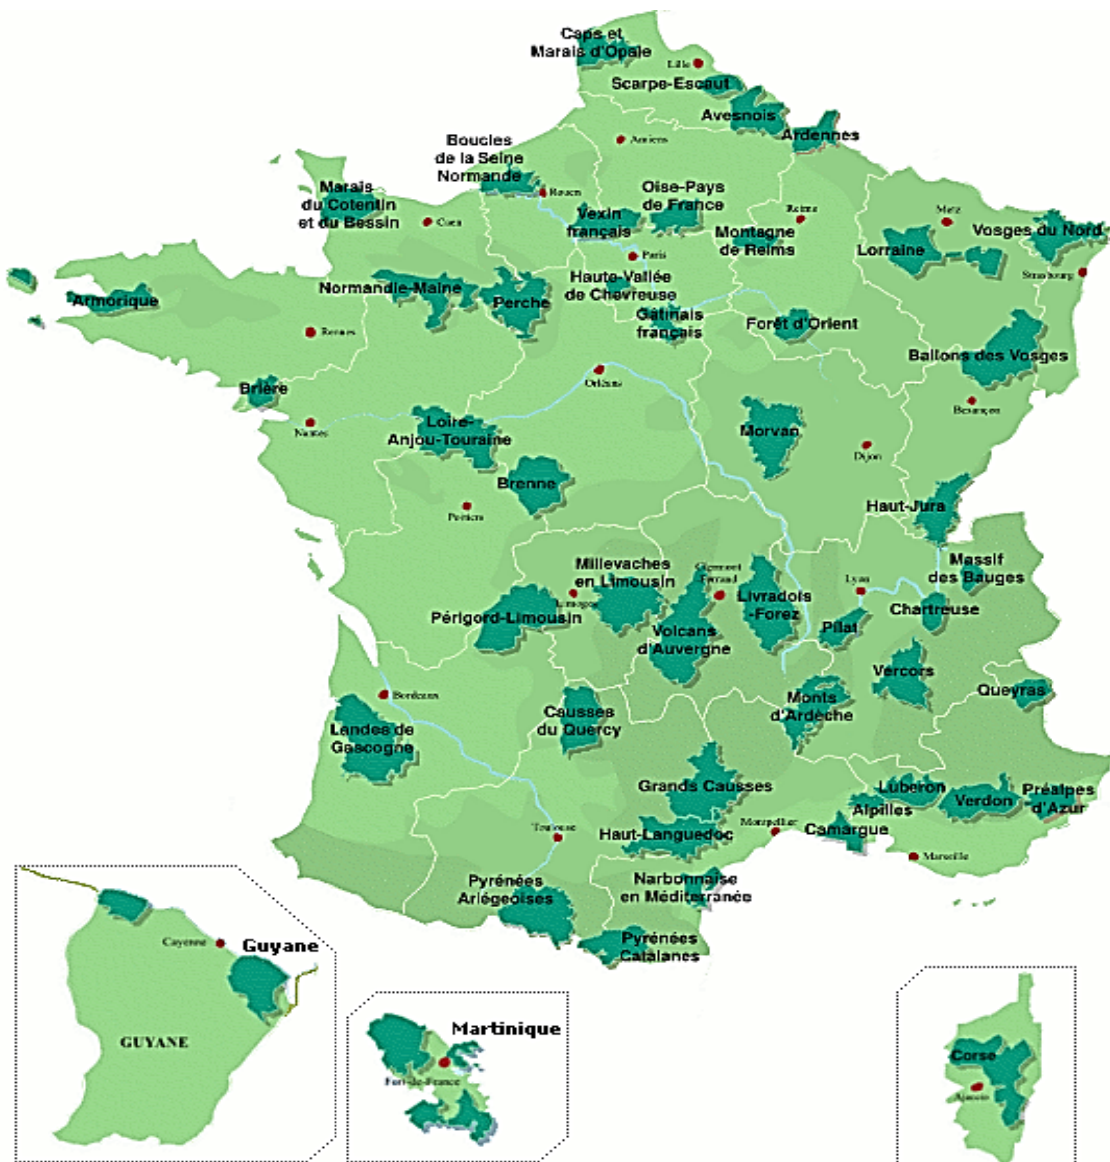 Caps et
Marais d'Opale
Lille
Scarpe-Escaut
Avesnois
Ardennes
Amiens
Boucles
de la Seine
Normande
Rouen
Oise-Pays
de France
Vexin
français
Marais
du Cotentin
et du Bessin
Caen
Reims
Montagne
de Reims
Metz
Lorraine
Vosges du Nord
Strasbourg
Paris
Haute-Vallée
de Chevreuse
Gâtinais
français
Armorique
Normandie-Maine
Perche
Rennes
Forêt d'Orient
Ballons des Vosges
Orléans
Brière
Nantes
Loire-
Anjou-Touraine
Besançon
Morvan
Dijon
Brenne
Poitiers
Haut-Jura
Massif
des Bauges
Millevaches
en Limousin
Clermont
Ferrand
Limoges
Livradois
-Forez
Lyon
Chartreuse
Périgord-Limousin
Volcans
d'Auvergne
Pilat
Vercors
Queyras
Bordeaux
Monts
d'Ardèche
Causses
du Quercy
Landes de
Gascogne
Grands Causses
Luberon
Alpilles
Verdon
Préalpes
-d'Azur
Toulouse
Haut-Languedoc
Montpellier
Camargue
Marseille
Pyrénées
Ariégeoises
Narbonnaise
en Méditerranée
Pyrénées
Catalanes
Cayenne
Guyane
GUYANE
Martinique
Fort-de-France
Corse
Ajaccio